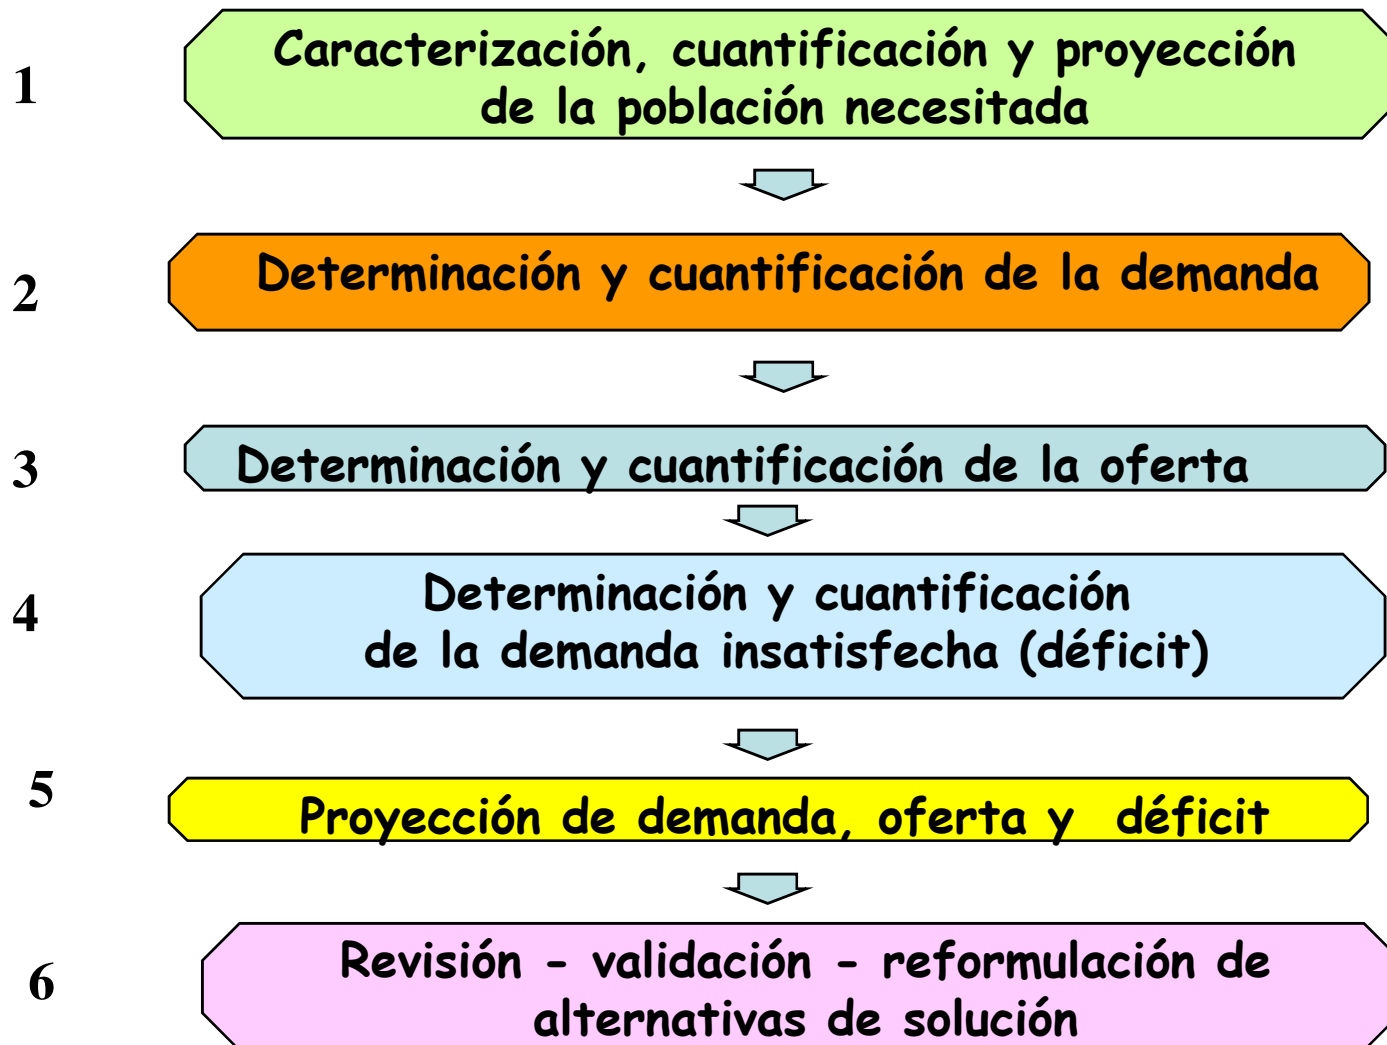 1
Caracterización, cuantificación y proyección
de la población necesitada
2
Determinación y cuantificación de la demanda
3
Determinación y cuantificación de la oferta
4
Determinación y cuantificación
de la demanda insatisfecha (déficit)
5
Proyección de demanda, oferta y déficit
6
Revisión - validación - reformulación de
alternativas de solución